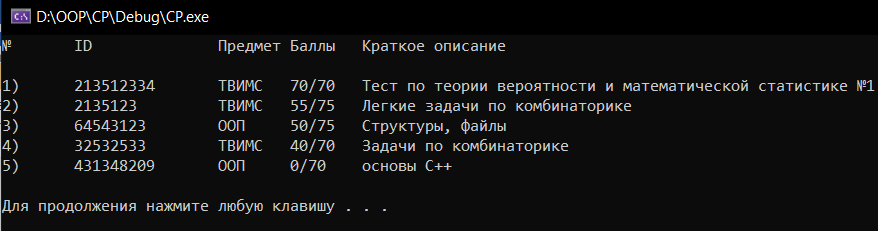 D:\OOP\CP\Debug\CP.exe
№ ID Предмет Баллы Краткое описание
1) 213512334 ТВИМС 70/70 Тест по теории вероятности и математической статистике №1
2) 2135123 ТВИМС 55/75 Легкие задачи по комбинаторике
3) 64543123 ООП 50/75 Структуры, файлы
4) 32532533 ТВИМС 40/70 Задачи по комбинаторике
5) 431348209 ООП 0/70 основы С++
Для продолжения нажмите любую клавишу . . .